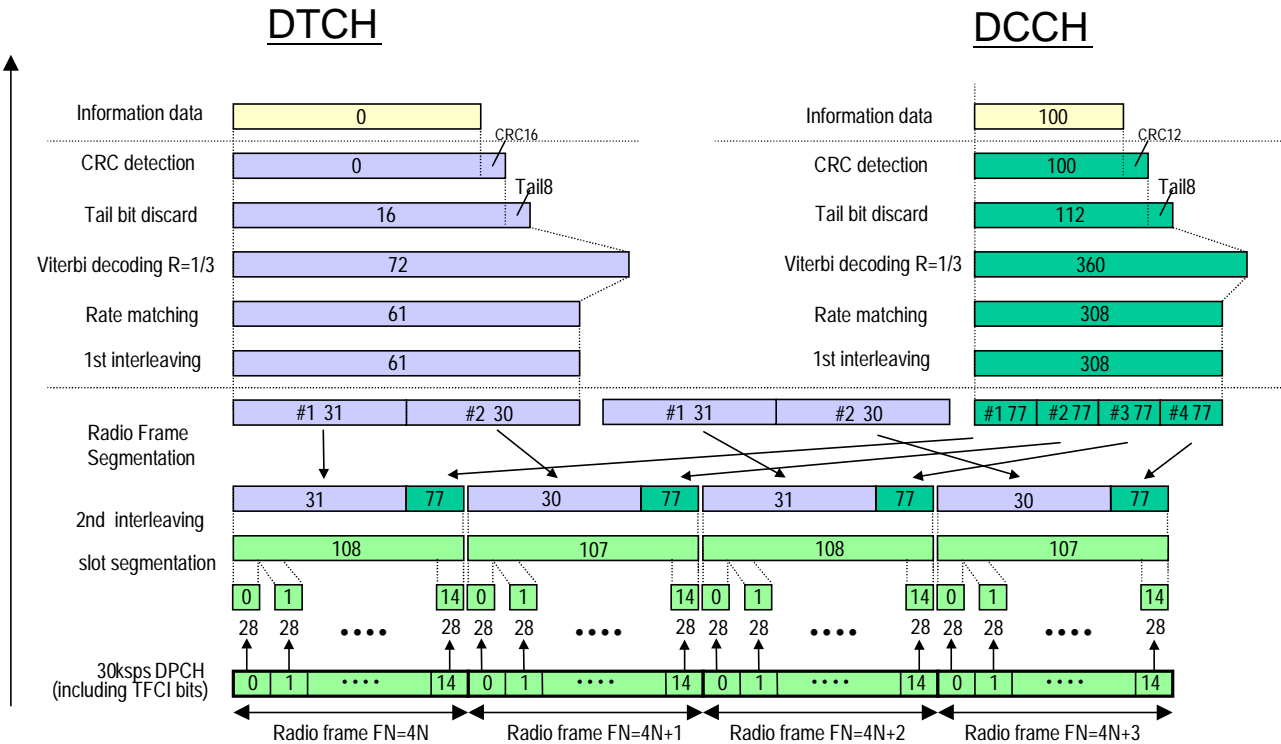 DTCH DCCH
Information data 0 Information data 100
CRC16 CRC12
CRC detection 0 CRC detection 100
Tail8 Tail8
Tail bit discard 16 Tail bit discard 112
Viterbi decoding R=1/3 72 Viterbi decoding R=1/3 360
Rate matching 61 Rate matching 308
1st interleaving 61 1st interleaving 308
#1 31 #2 30 #1 31 #2 30 #1 77 #2 77 #3 77 #4 77
Radio Frame
Segmentation
31 77 30 77 31 77 30 77
2nd interleaving
108 107 108 107
slot segmentation
0 1 14 0 1 14 0 1 14 0 1 14
28 28 •••• 28 28 28 •••• 28 28 28 •••• 28 28 28 •••• 28
30ksps DPCH
(including TFCI bits)
0 1 •••• 14 0 1 •••• 14 0 1 •••• 14 0 1 •••• 14
Radio frame FN=4N Radio frame FN=4N+1 Radio frame FN=4N+2 Radio frame FN=4N+3